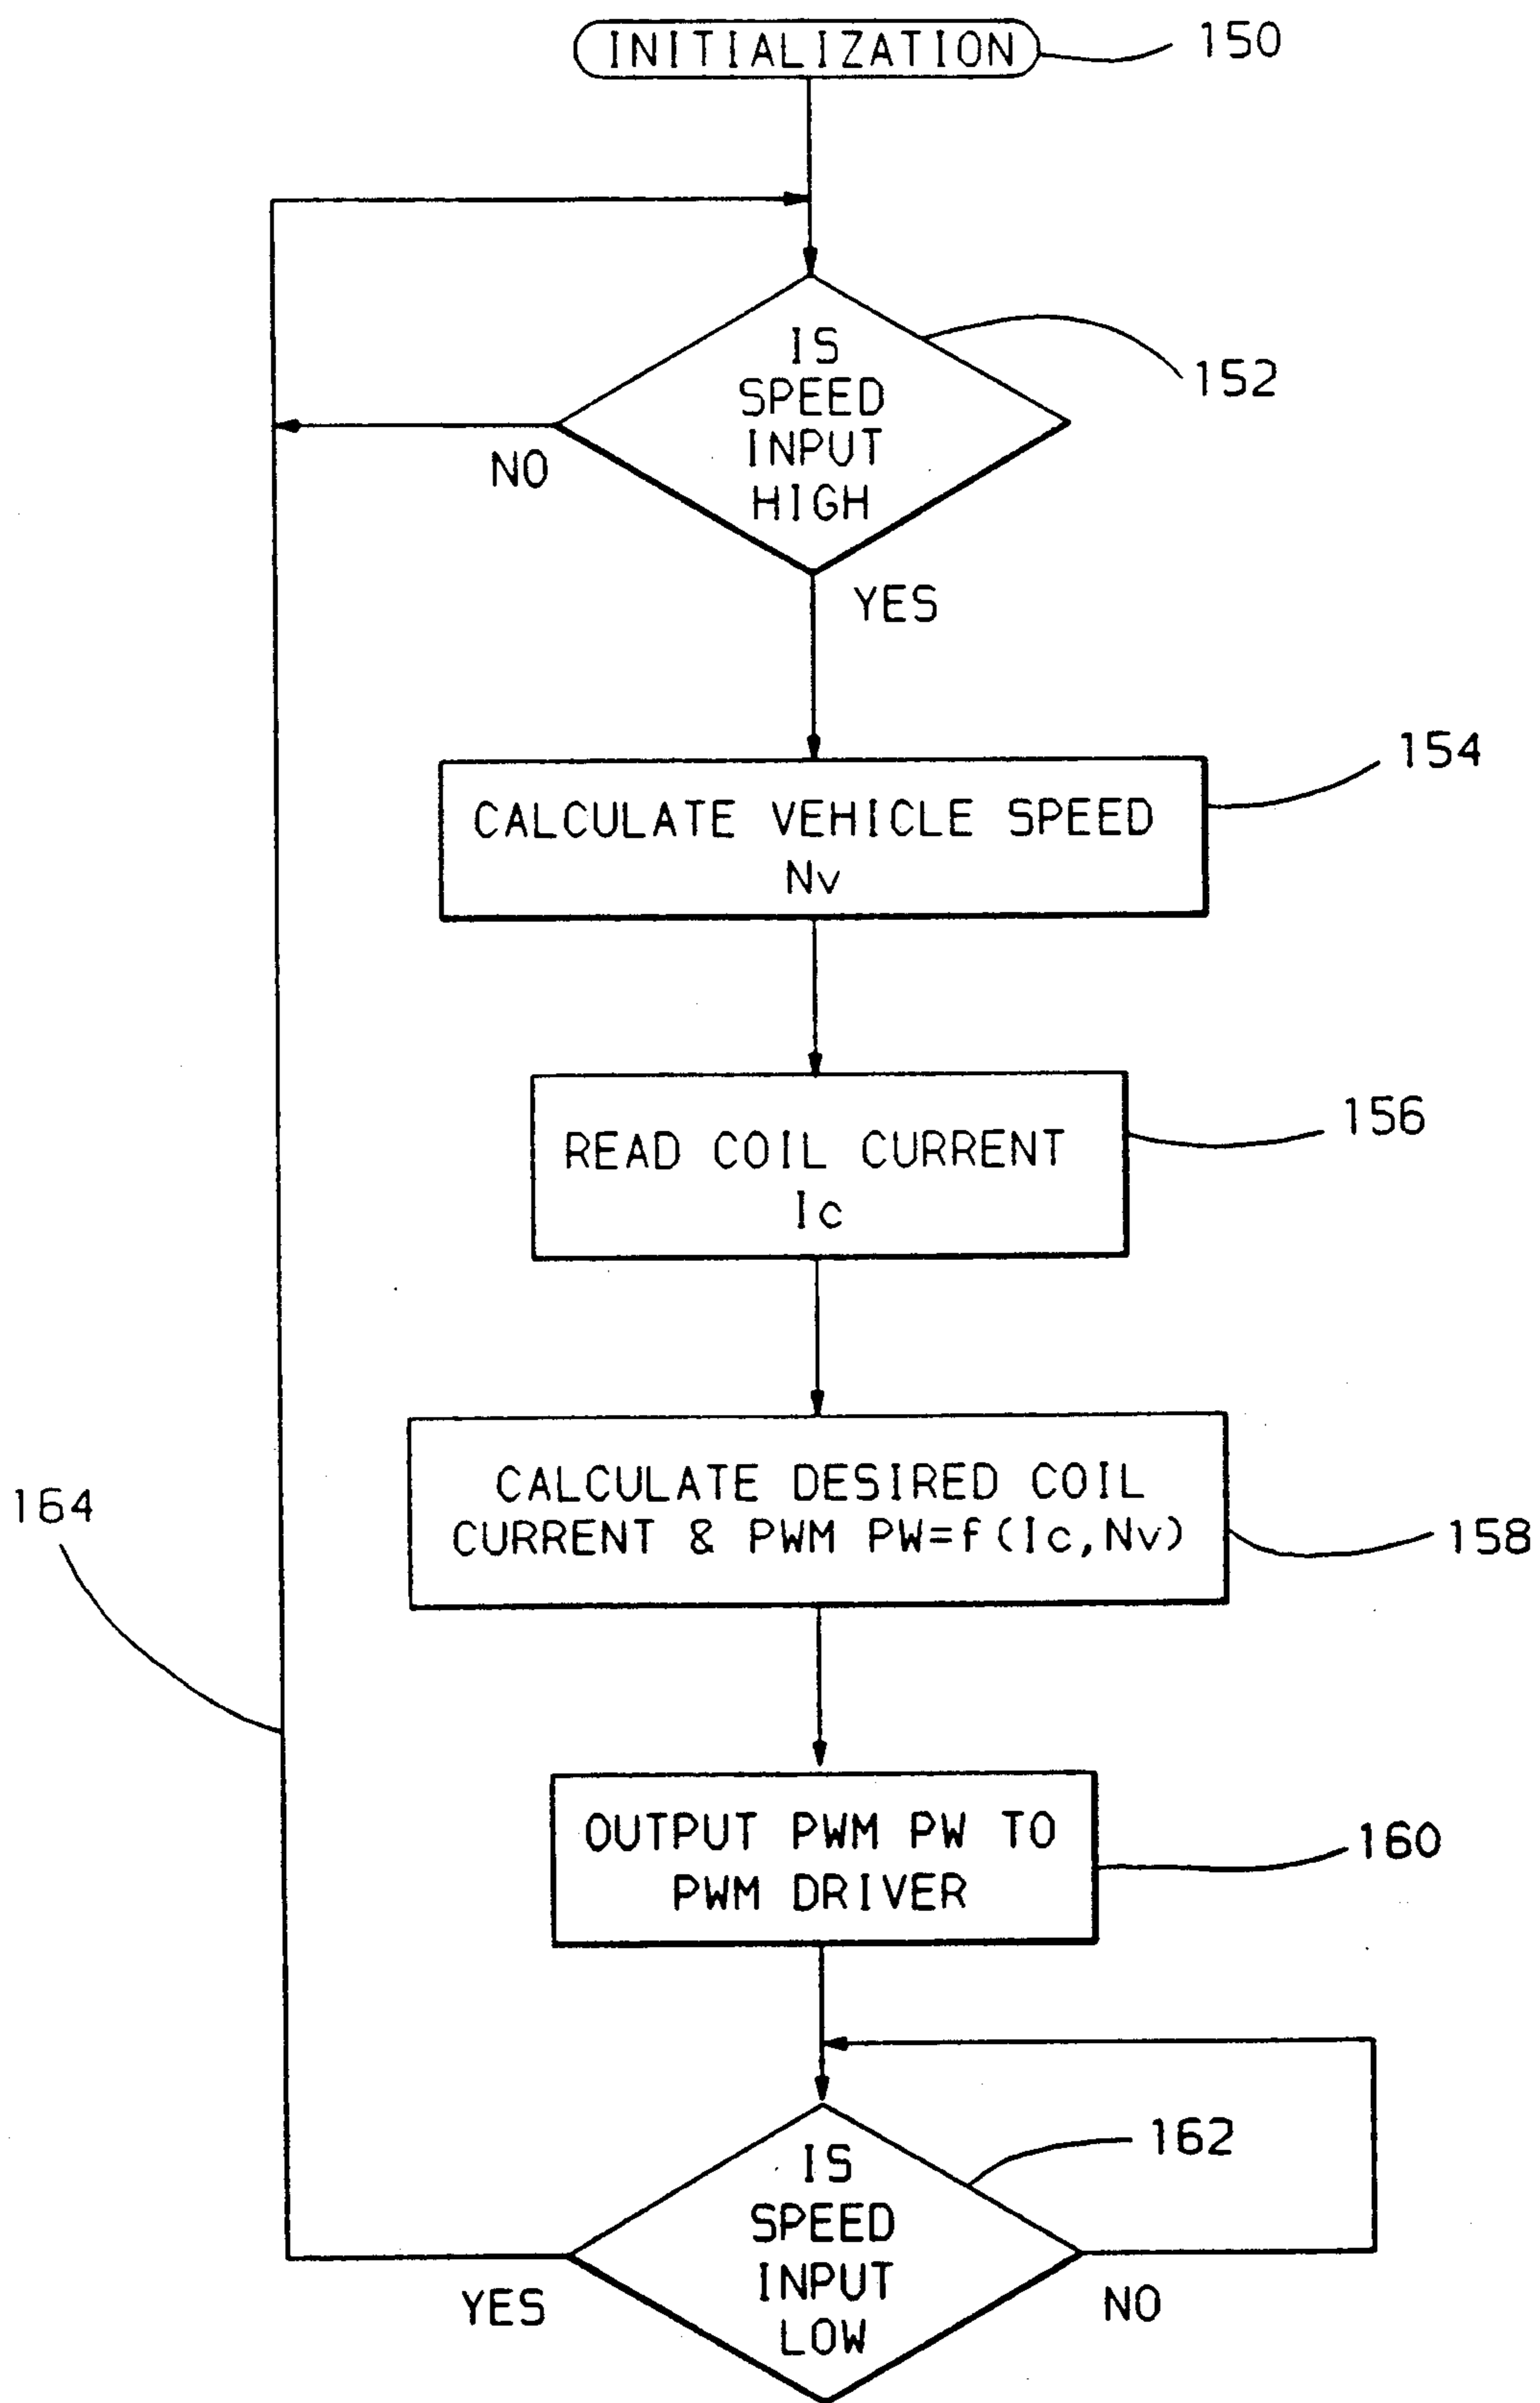 INITIALIZATION
150
IS
SPEED
INPUT
HIGH
152
NO
YES
CALCULATE VEHICLE SPEED
Nv
154
READ COIL CURRENT
Ic
156
CALCULATE DESIRED COIL
CURRENT & PWM PW=f(Ic,Nv)
158
164
OUTPUT PWM PW TO
PWM DRIVER
160
IS
SPEED
INPUT
LOW
162
YES
NO